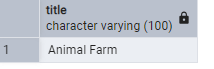 title
character varying (100)
1 Animal Farm